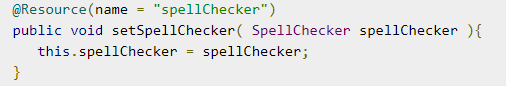 @Resource(name = "spellChecker")
public void setSpellChecker( SpellChecker spellChecker ){
   this.spellChecker = spellChecker;
}